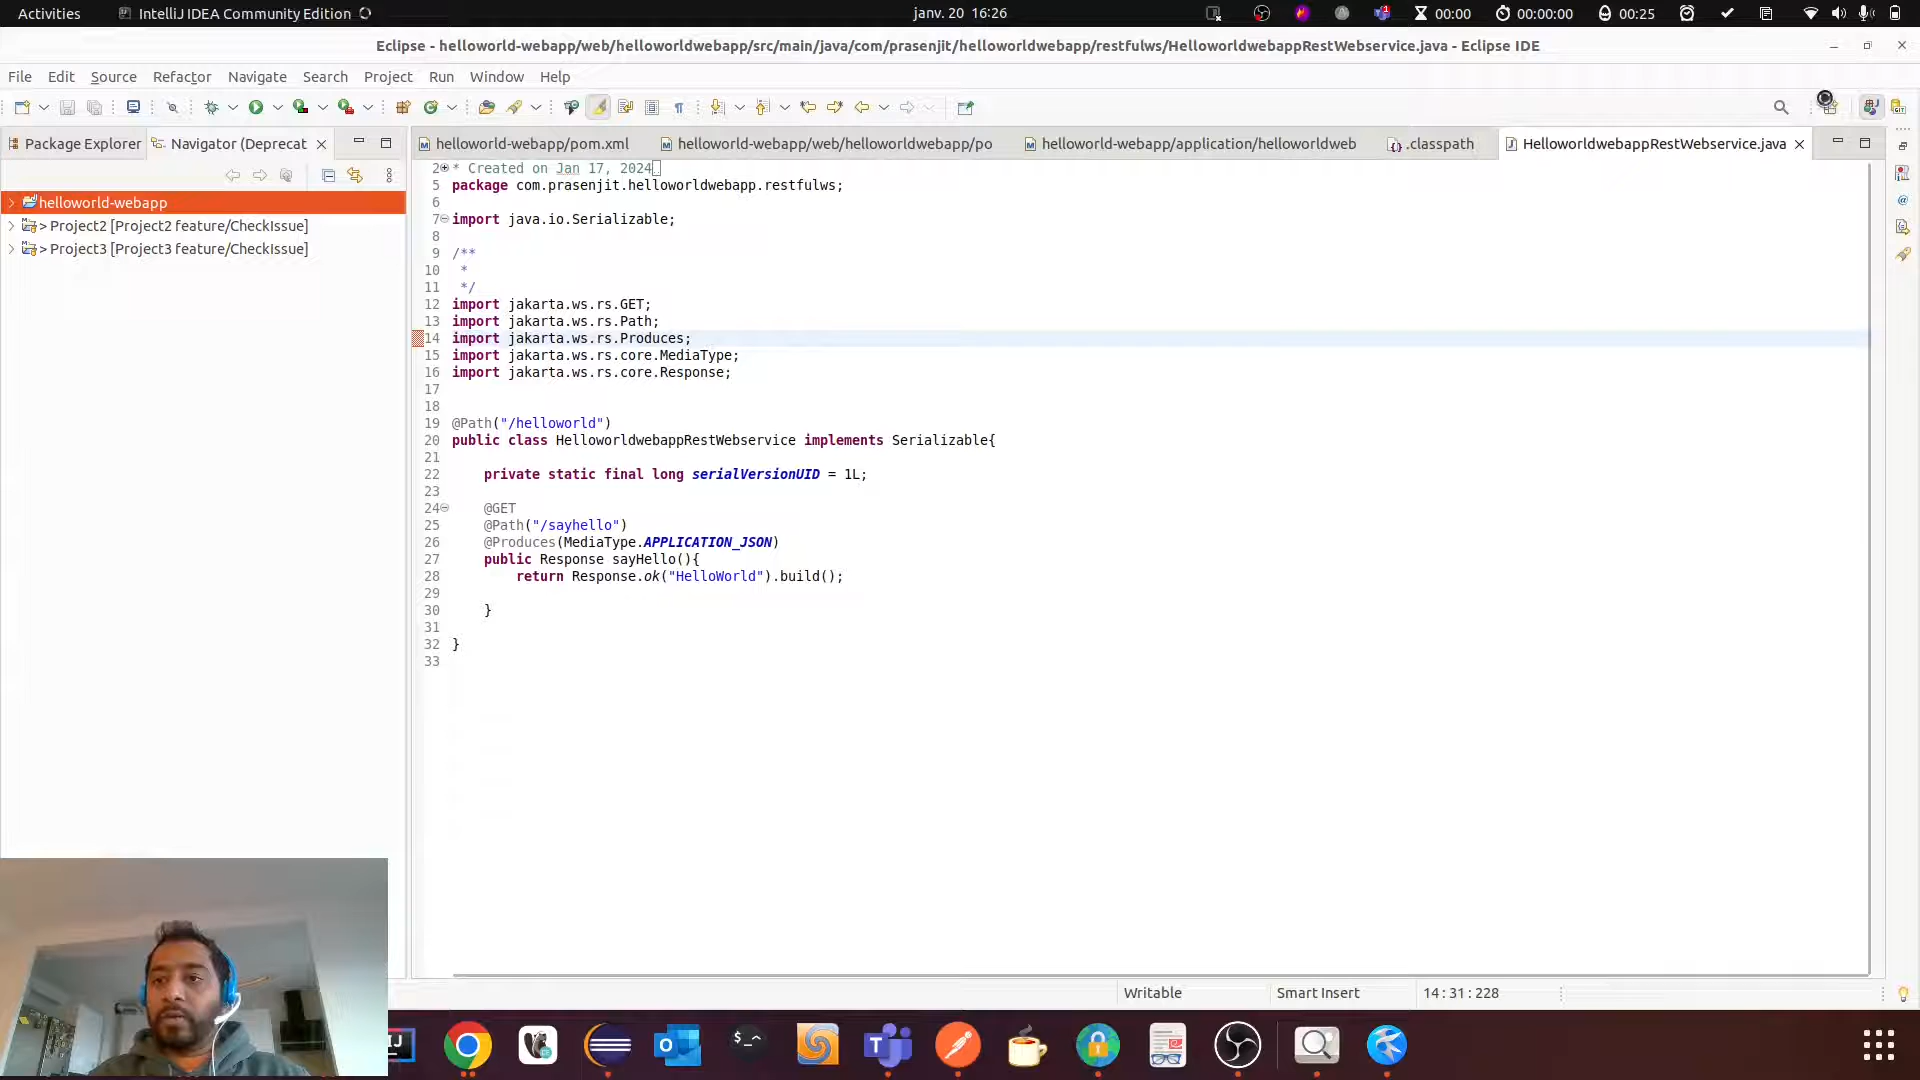 Activities
IntelliJ IDEA Community Edition
janv. 20 16:26
00:00
00:00:00
00:25
Eclipse - helloworld-webapp/web/helloworldwebapp/src/main/java/com/prasenjit/helloworldwebapp/restfulws/HelloworldwebappRestWebservice.java - Eclipse IDE
File Edit Source Refactor Navigate Search Project Run Window Help
Package Explorer
Navigator (Deprecat
helloworld-webapp/pom.xml
helloworld-webapp/web/helloworldwebapp/po
helloworld-webapp/application/helloworldweb
.classpath
HelloworldwebappRestWebservice.java
helloworld-webapp
> Project2 [Project2 feature/CheckIssue]
> Project3 [Project3 feature/CheckIssue]
2 * Created on Jan 17, 2024
5 package com.prasenjit.helloworldwebapp.restfulws;
6
7 import java.io.Serializable;
8
9 /**
10 *
11 */
12 import jakarta.ws.rs.GET;
13 import jakarta.ws.rs.Path;
14 import jakarta.ws.rs.Produces;
15 import jakarta.ws.rs.core.MediaType;
16 import jakarta.ws.rs.core.Response;
17
18
19 @Path("/helloworld")
20 public class HelloworldwebappRestWebservice implements Serializable{
21
22 private static final long serialVersionUID = 1L;
23
24 @GET
25 @Path("/sayhello")
26 @Produces(MediaType.APPLICATION_JSON)
27 public Response sayHello(){
28 return Response.ok("HelloWorld").build();
29
30 }
31
32 }
33
Writable
Smart Insert
14 : 31 : 228